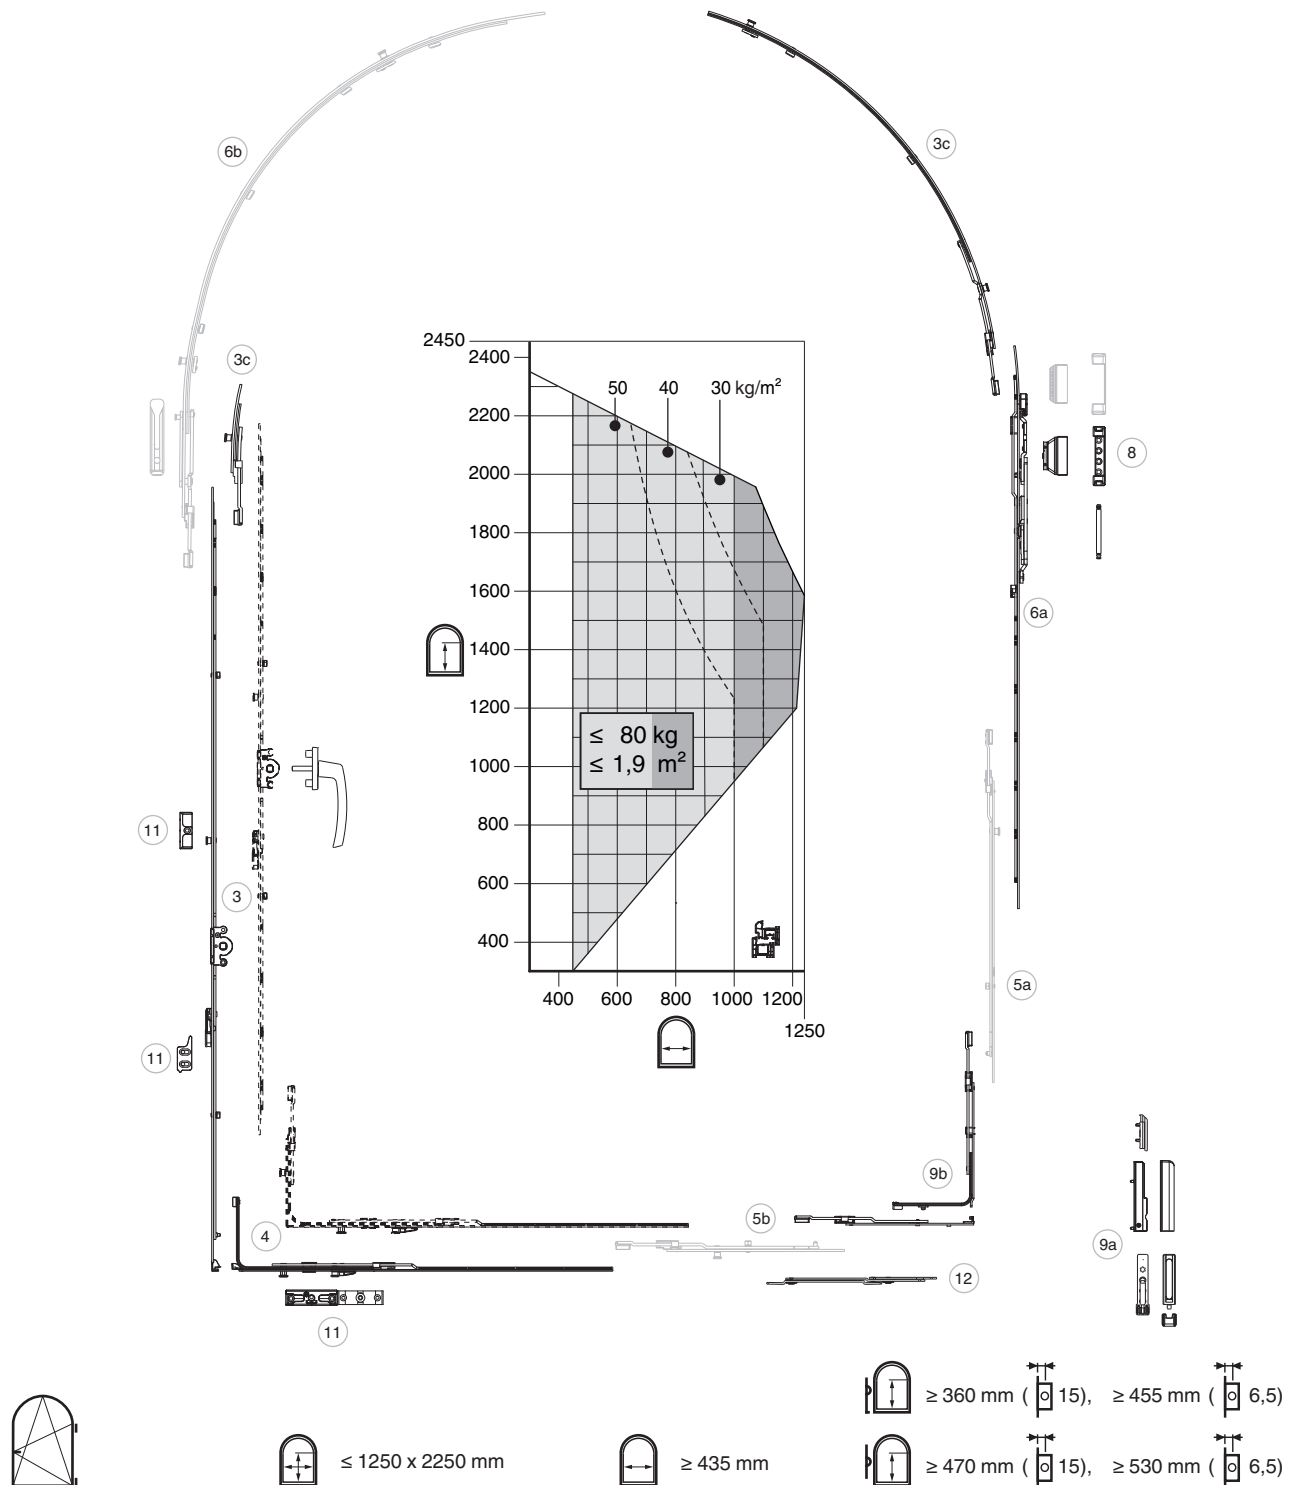 6b
3c
3c
2450
2400
50
40
30 kg/m²
2200
2000
8
1800
1600
6a
1400
1200
≤ 80 kg
≤ 1,9 m²
1000
11
800
3
600
400
5a
400 600 800 1000 1200
1250
11
9b
5b
4
9a
12
11
≥ 360 mm ( 15), ≥ 455 mm ( 6,5)
≤ 1250 x 2250 mm
≥ 435 mm
≥ 470 mm ( 15), ≥ 530 mm ( 6,5)